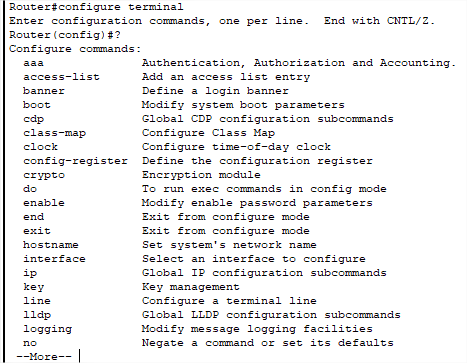 Router#configure terminal
Enter configuration commands, one per line.  End with CNTL/Z.
Router(config)#?
Configure commands:
  aaa              Authentication, Authorization and Accounting.
  access-list      Add an access list entry
  banner           Define a login banner
  boot             Modify system boot parameters
  cdp              Global CDP configuration subcommands
  class-map        Configure Class Map
  clock            Configure time-of-day clock
  config-register  Define the configuration register
  crypto           Encryption module
  do               To run exec commands in config mode
  enable           Modify enable password parameters
  end              Exit from configure mode
  exit             Exit from configure mode
  hostname         Set system's network name
  interface        Select an interface to configure
  ip               Global IP configuration subcommands
  key              Key management
  line             Configure a terminal line
  lldp             Global LLDP configuration subcommands
  logging          Modify message logging facilities
  no               Negate a command or set its defaults
 --More--